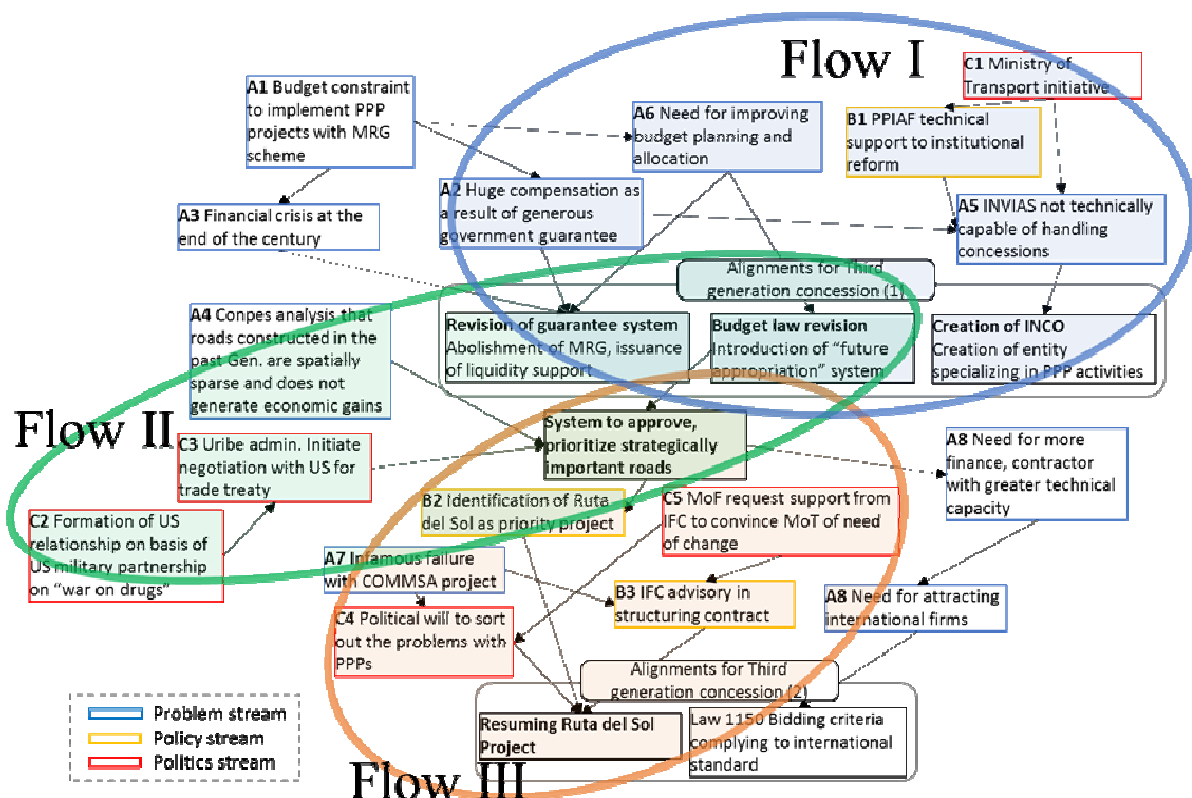 Flow I
C1 Ministry of
Transport initiative
A1 Budget constraint
to implement PPP
projects with MRG
scheme
A6 Need for improving
budget planning and
allocation
B1 PPIAF technical
support to institutional
reform
A2 Huge compensation as
a result of generous
government guarantee
A3 Financial crisis at the
end of the century
A5 INVIAS not technically
capable of handling
concessions
Alignments for Third
generation concession (1)
A4 Conpes analysis that
roads constructed in the
past Gen. are spatially
sparse and does not
generate economic gains
Revision of guarantee system
Abolishment of MRG, issuance
of liquidity support
Budget law revision
Introduction of “future
appropriation” system
Creation of INCO
Creation of entity
specializing in PPP activities
Flow II
System to approve,
prioritize strategically
important roads
C3 Uribe admin. Initiate
negotiation with US for
trade treaty
A8 Need for more
finance, contractor
with greater technical
capacity
B2 Identification of Ruta
del Sol as priority project
C5 MoF request support from
IFC to convince MoT of need
of change
C2 Formation of US
relationship on basis of
US military partnership
on “war on drugs”
A7 Infamous failure
with COMMSA project
B3 IFC advisory in
structuring contract
A8 Need for attracting
international firms
C4 Political will to sort
out the problems with
PPPs
Alignments for Third
generation concession (2)
Resuming Ruta del Sol
Project
Law 1150 Bidding criteria
complying to international
standard
Problem stream
Policy stream
Politics stream
Flow III